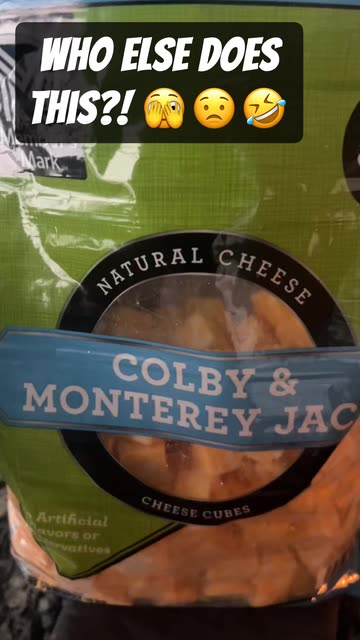 WHO ELSE DOES
THIS?! 🫣😟🤣
Mark
NATURAL CHEESE
COLBY &
MONTEREY JAC
CHEESE CUBES
Artificial
avors or
ervatives